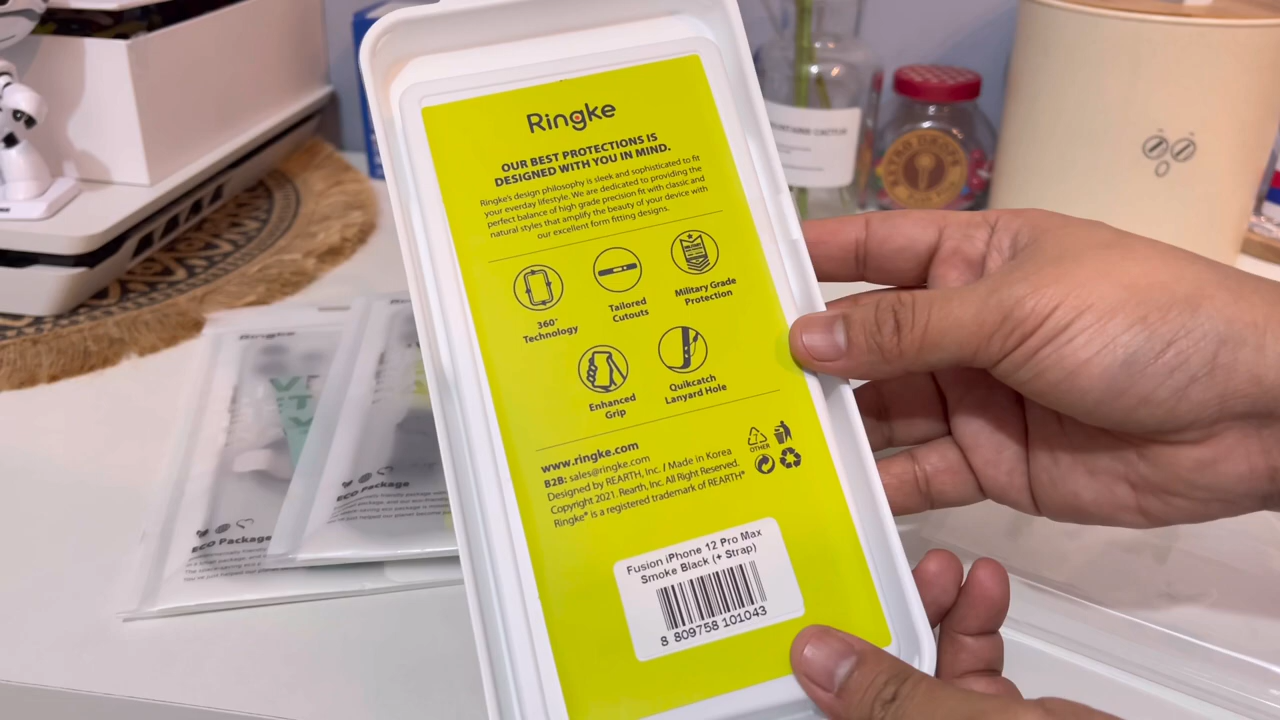 Ringke
OUR BEST PROTECTIONS IS
DESIGNED WITH YOU IN MIND.
Ringke's design philosophy is sleek and sophisticated to fit
your everday lifestyle. We are dedicated to providing the
perfect balance of high grade precision fit with classic and
natural styles that amplify the beauty of your device with
our excellent form fitting designs.
360°
Technology
Tailored
Cutouts
Military Grade
Protection
Enhanced
Grip
Quikcatch
Lanyard Hole
www.ringke.com
B2B: sales@ringke.com
Designed by REARTH, Inc. / Made in Korea
Copyright 2021. Rearth, Inc. All Right Reserved.
Ringke® is a registered trademark of REARTH®
OTHER
Fusion iPhone 12 Pro Max
Smoke Black (+ Strap)
8 809758 101043
Ringke
ECO Package
ECO Package
CACTUS